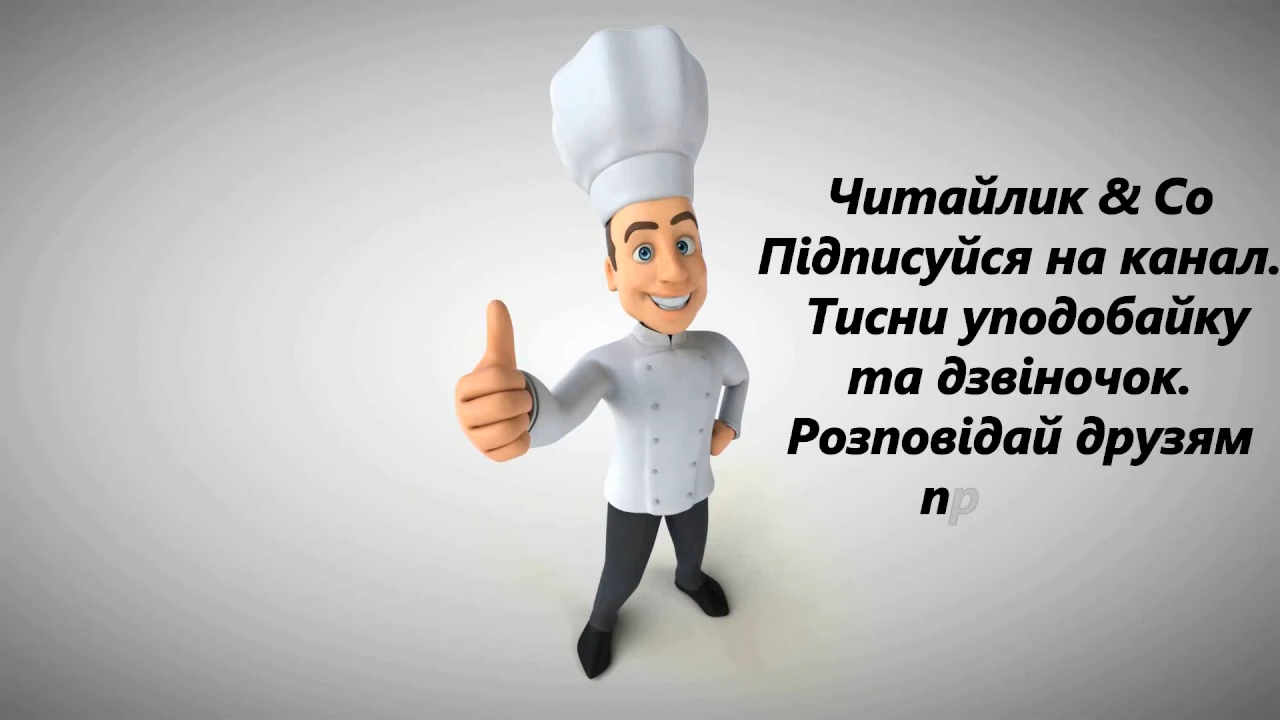 Читайлик & Co
Підписуйся на канал.
Тисни уподобайку
та дзвіночок.
Розповідай друзям
пр